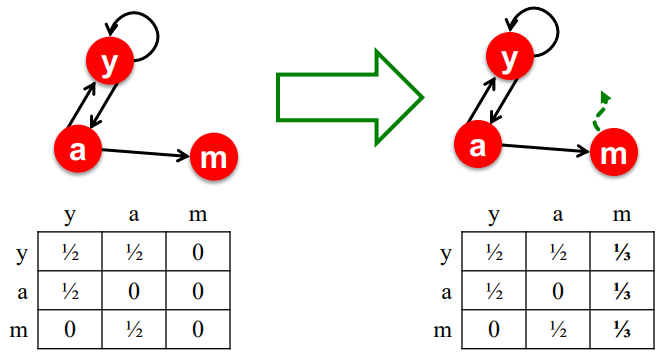 y y
a m a m
y a m y a m
y ½ ½ 0 y ½ ½ ⅓
a ½ 0 0 a ½ 0 ⅓
m 0 ½ 0 m 0 ½ ⅓